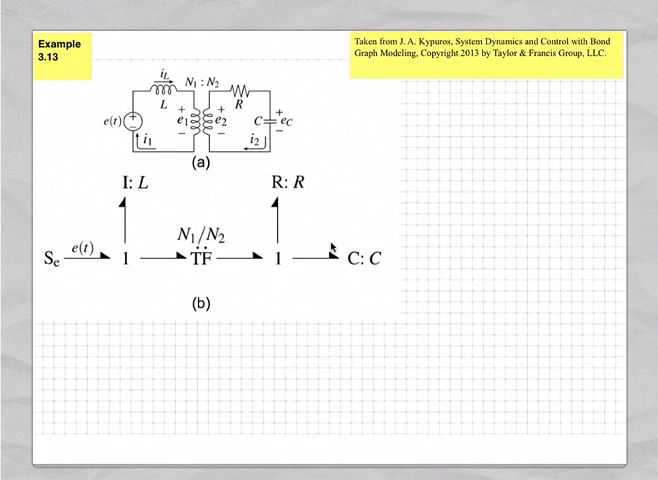 Example
3.13
Taken from J. A. Kypuros, System Dynamics and Control with Bond
Graph Modeling, Copyright 2013 by Taylor & Francis Group, LLC.
iL N1 : N2
L R
e(t) + − i1 + e1 − + e2 − i2 C + eC −
(a)
I: L R: R
N1/N2
Se e(t) 1 TF 1 C: C
(b)